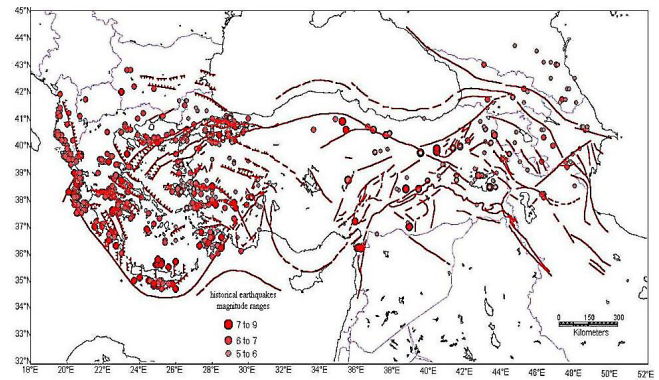 45°N
44°N
43°N
42°N
41°N
40°N
39°N
38°N
37°N
36°N
35°N
34°N
33°N
32°N
historical earthquakes
magnitude ranges
7 to 9
6 to 7
5 to 6
0 150 300
Kilometers
18°E 20°E 22°E 24°E 26°E 28°E 30°E 32°E 34°E 36°E 38°E 40°E 42°E 44°E 46°E 48°E 50°E 52°E